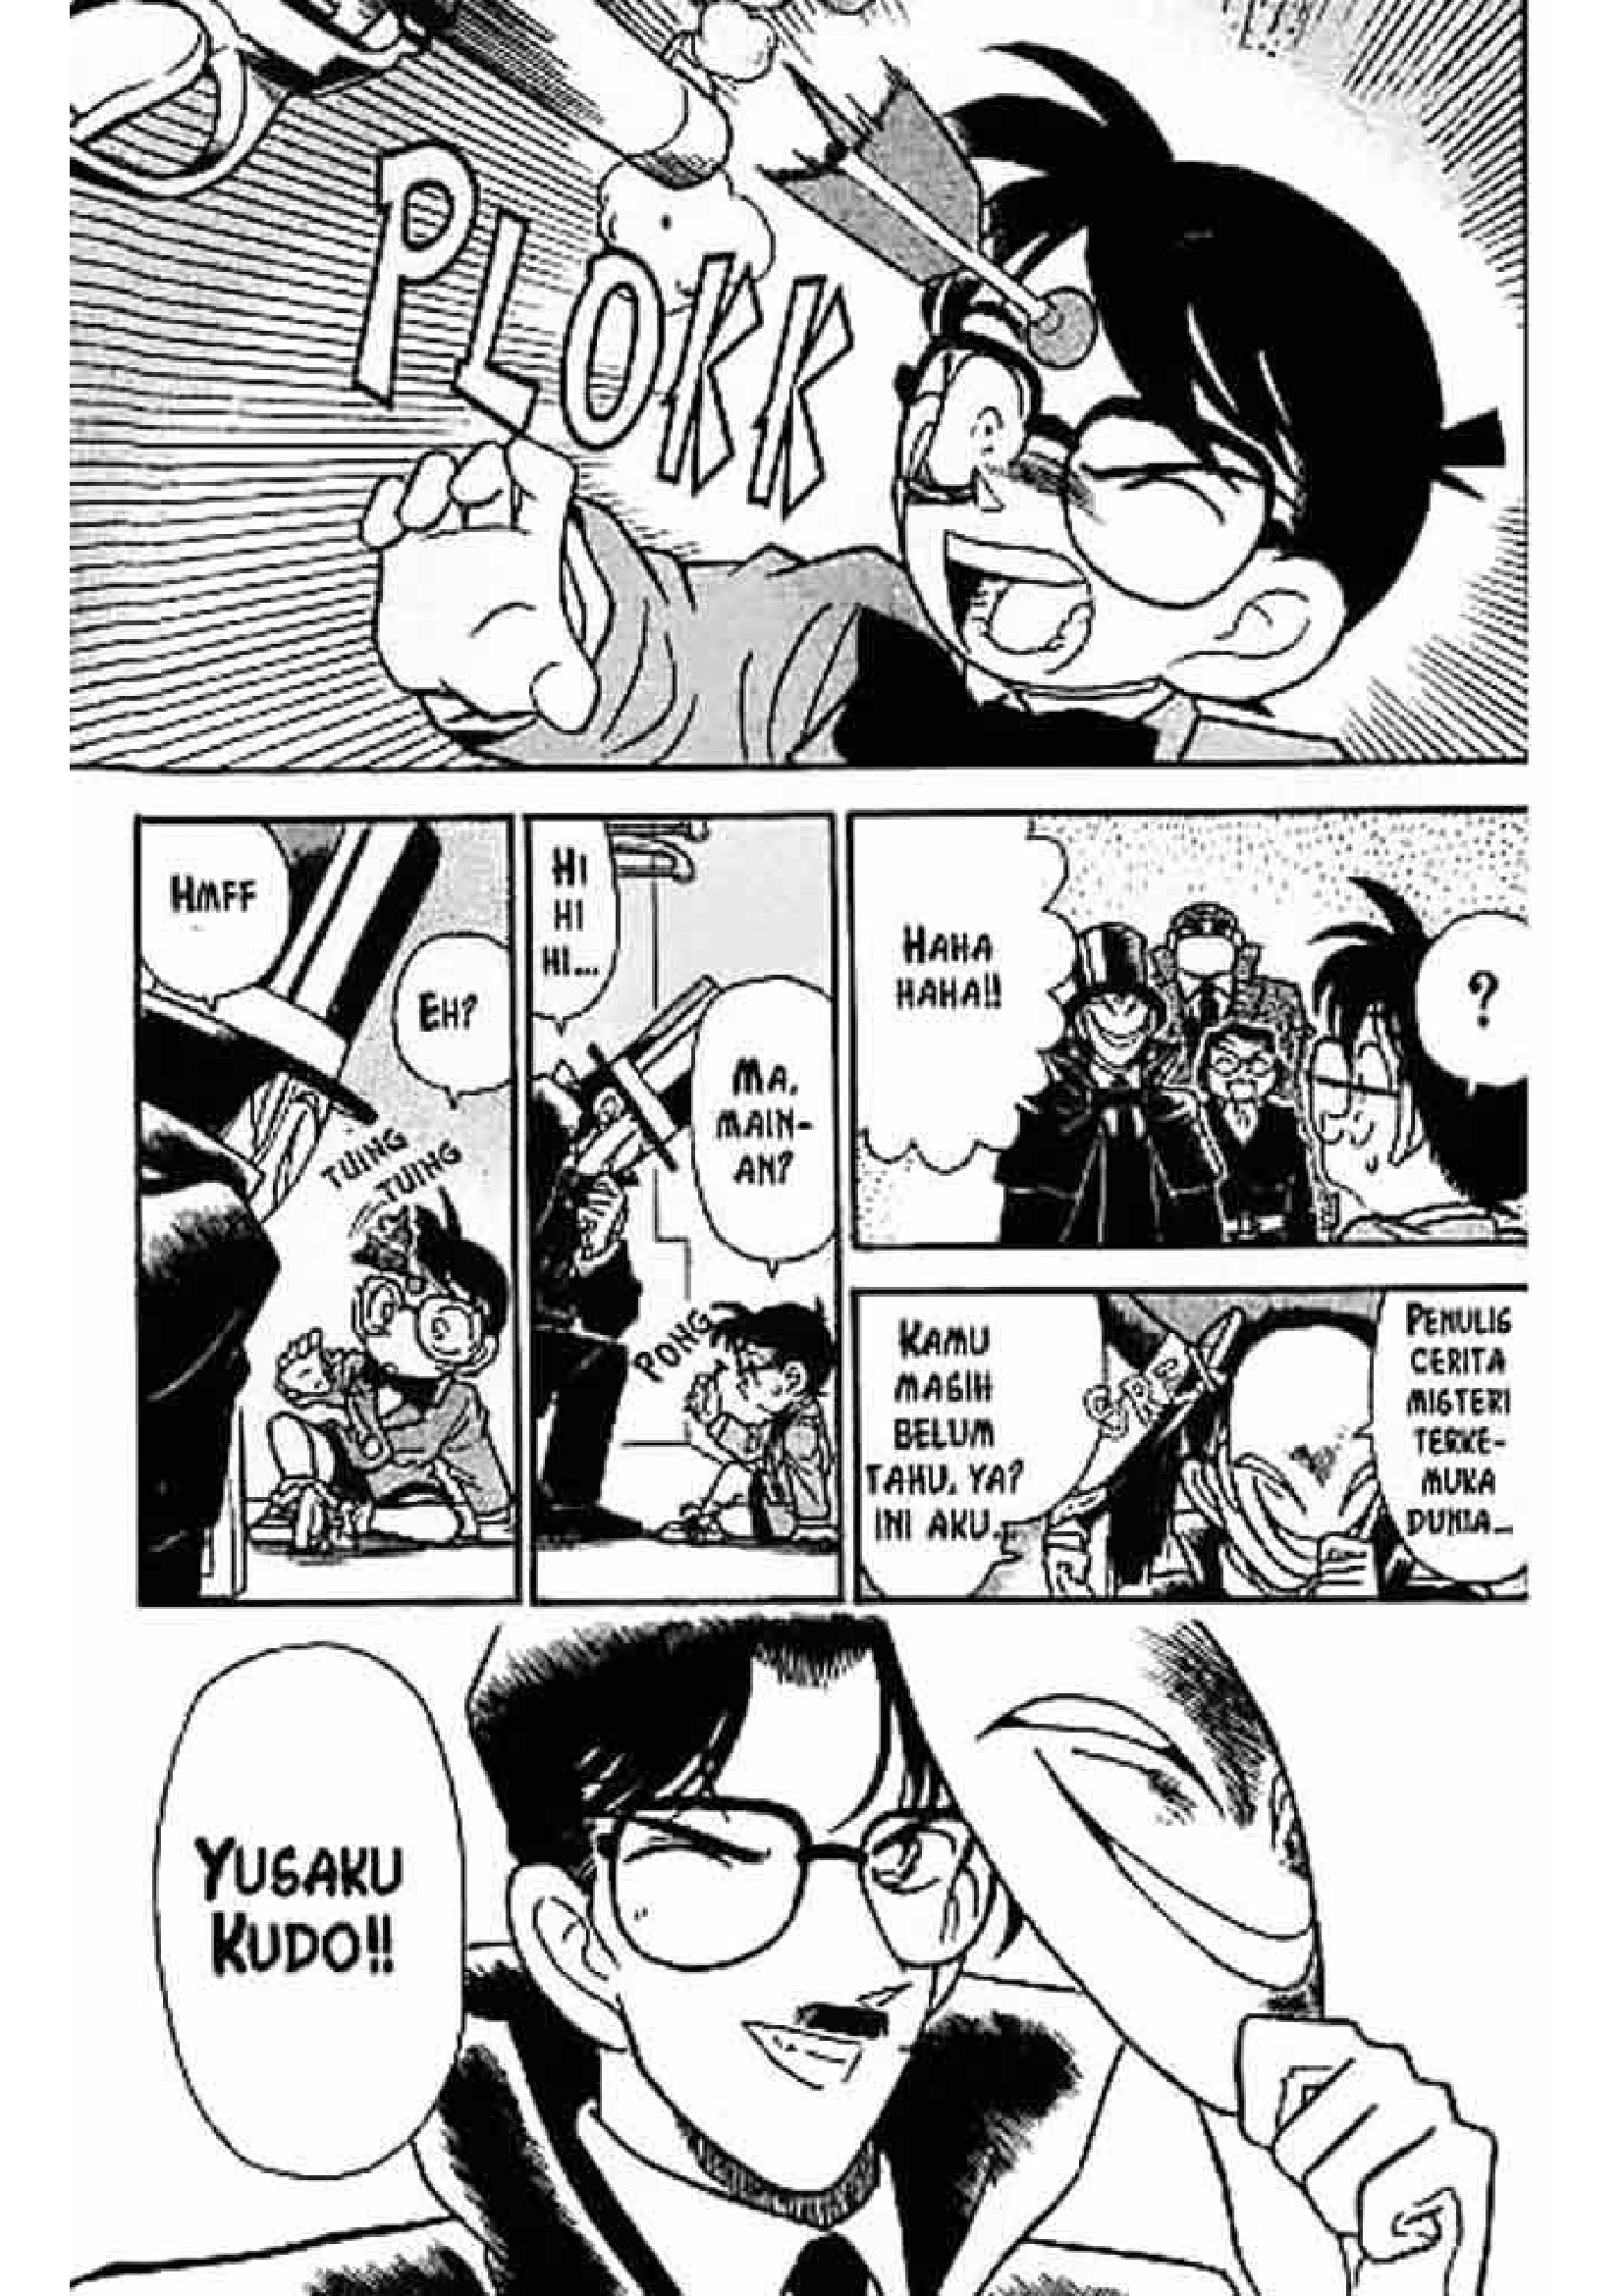 PLOKK
HMFF
EH?
TUING
TUING
HI
HI
HI...
MA,
MAIN-
AN?
PONG
HAHA
HAHA!!
?
KAMU
MASIH
BELUM
TAHU, YA?
INI AKU...
PENULIS
CERITA
MISTERI
TERKE-
MUKA
DUNIA...
YUSAKU
KUDO!!